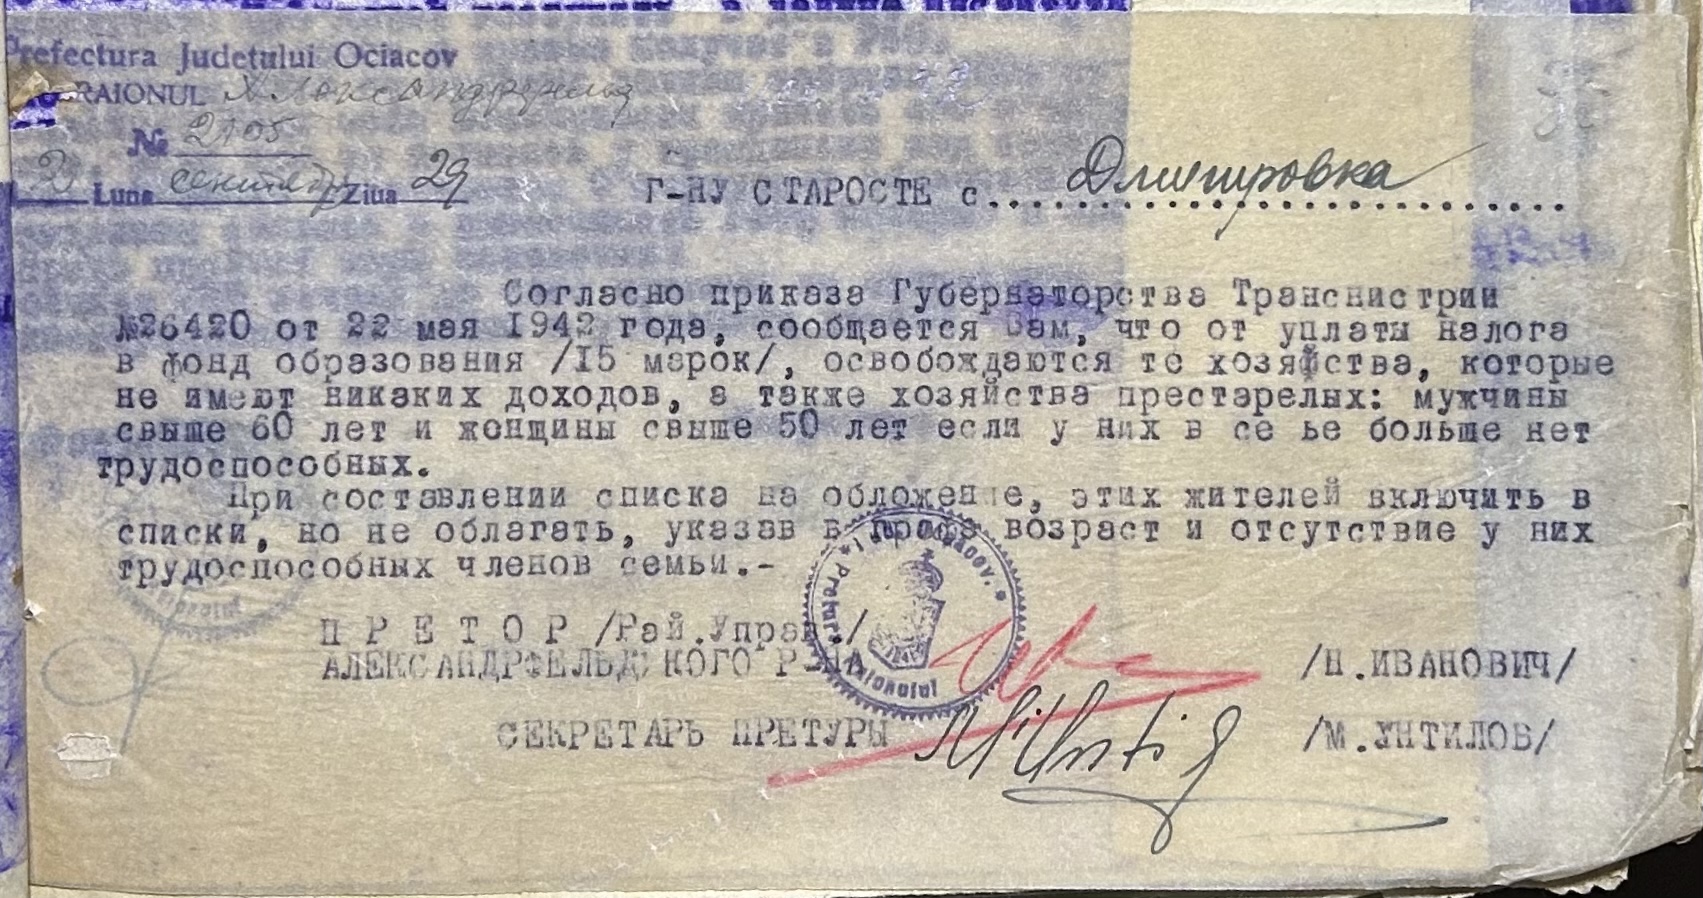 Prefectura Judeţului Ociacov
RAIONUL Александрфельд
№ 2105
2 Luna сентябр Ziua 29
Г-НУ СТАРОСТЕ с. Дмитровка
Согласно приказа Губернаторства Транснистрии
№26420 от 22 мая 1942 года, сообщается Вам, что от уплаты налога
в фонд образования /15 марок/, освобождаются те хозяйства, которые
не имеют никаких доходов, а также хозяйства престарелых: мужчины
свыше 60 лет и женщины свыше 50 лет если у них в се ье больше нет
трудоспособных.
При составлении списка на обложение, этих жителей включить в
списки, но не облагать, указав в графе возраст и отсутствие у них
трудоспособных членов семьи.-
П Р Е Т О Р /Рай.Управ./
АЛЕКСАНДРФЕЛЬДСКОГО Р-НА
/Н.ИВАНОВИЧ/
СЕКРЕТАРЬ ПРЕТУРЫ
/М.УНТИЛОВ/